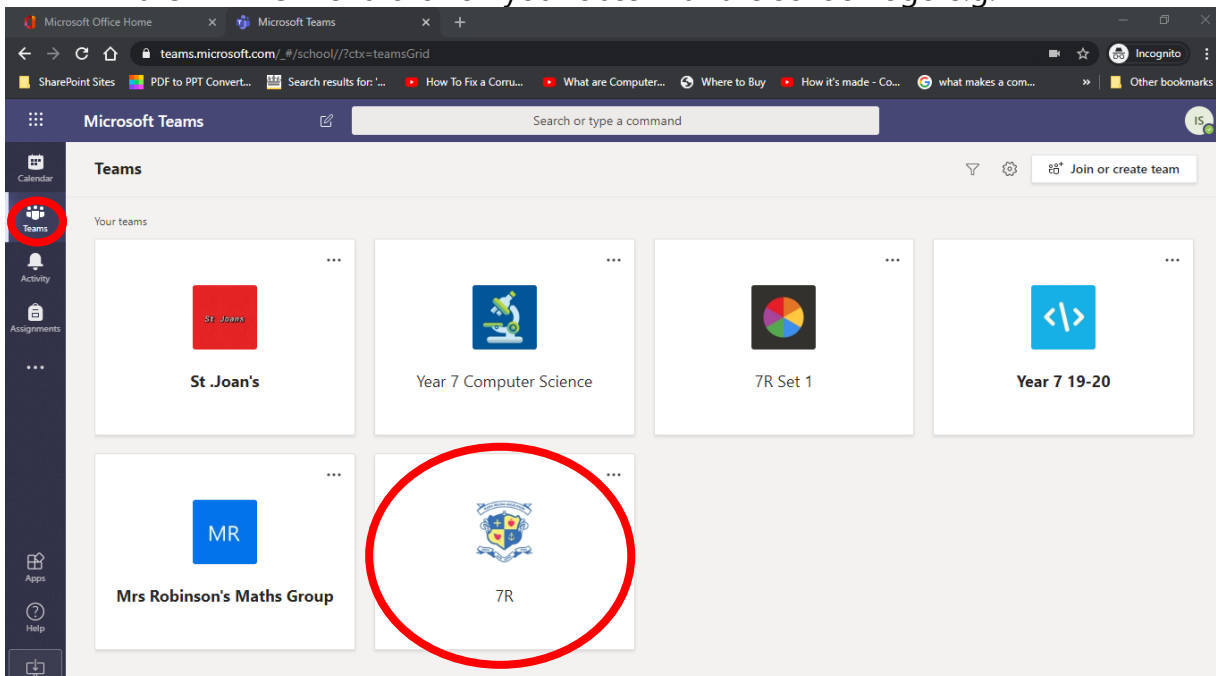 Microsoft Office Home × Microsoft Teams × +
teams.microsoft.com/_#/school//?ctx=teamsGrid Incognito
SharePoint Sites PDF to PPT Convert... Search results for: '... How To Fix a Corru... What are Computer... Where to Buy How it's made - Co... what makes a com... » Other bookmarks
Microsoft Teams Search or type a command IS
Calendar
Teams
Activity
Assignments
...
Apps
Help
Teams Join or create team
Your teams
... ... ... ...
St Joans </>
St .Joan's Year 7 Computer Science 7R Set 1 Year 7 19-20
... ...
MR
Mrs Robinson's Maths Group 7R